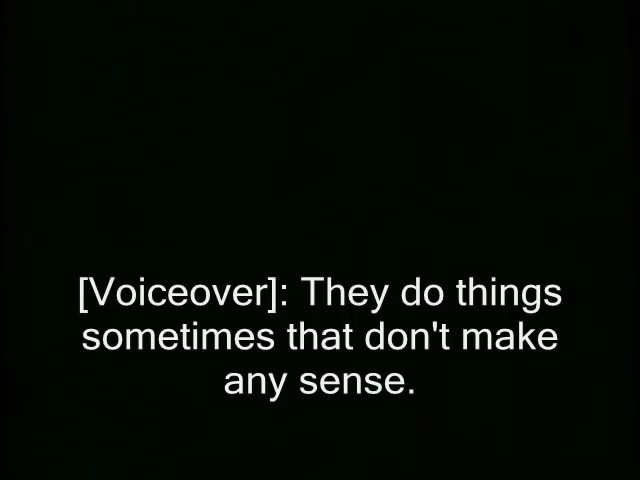 [Voiceover]: They do things
sometimes that don't make
any sense.